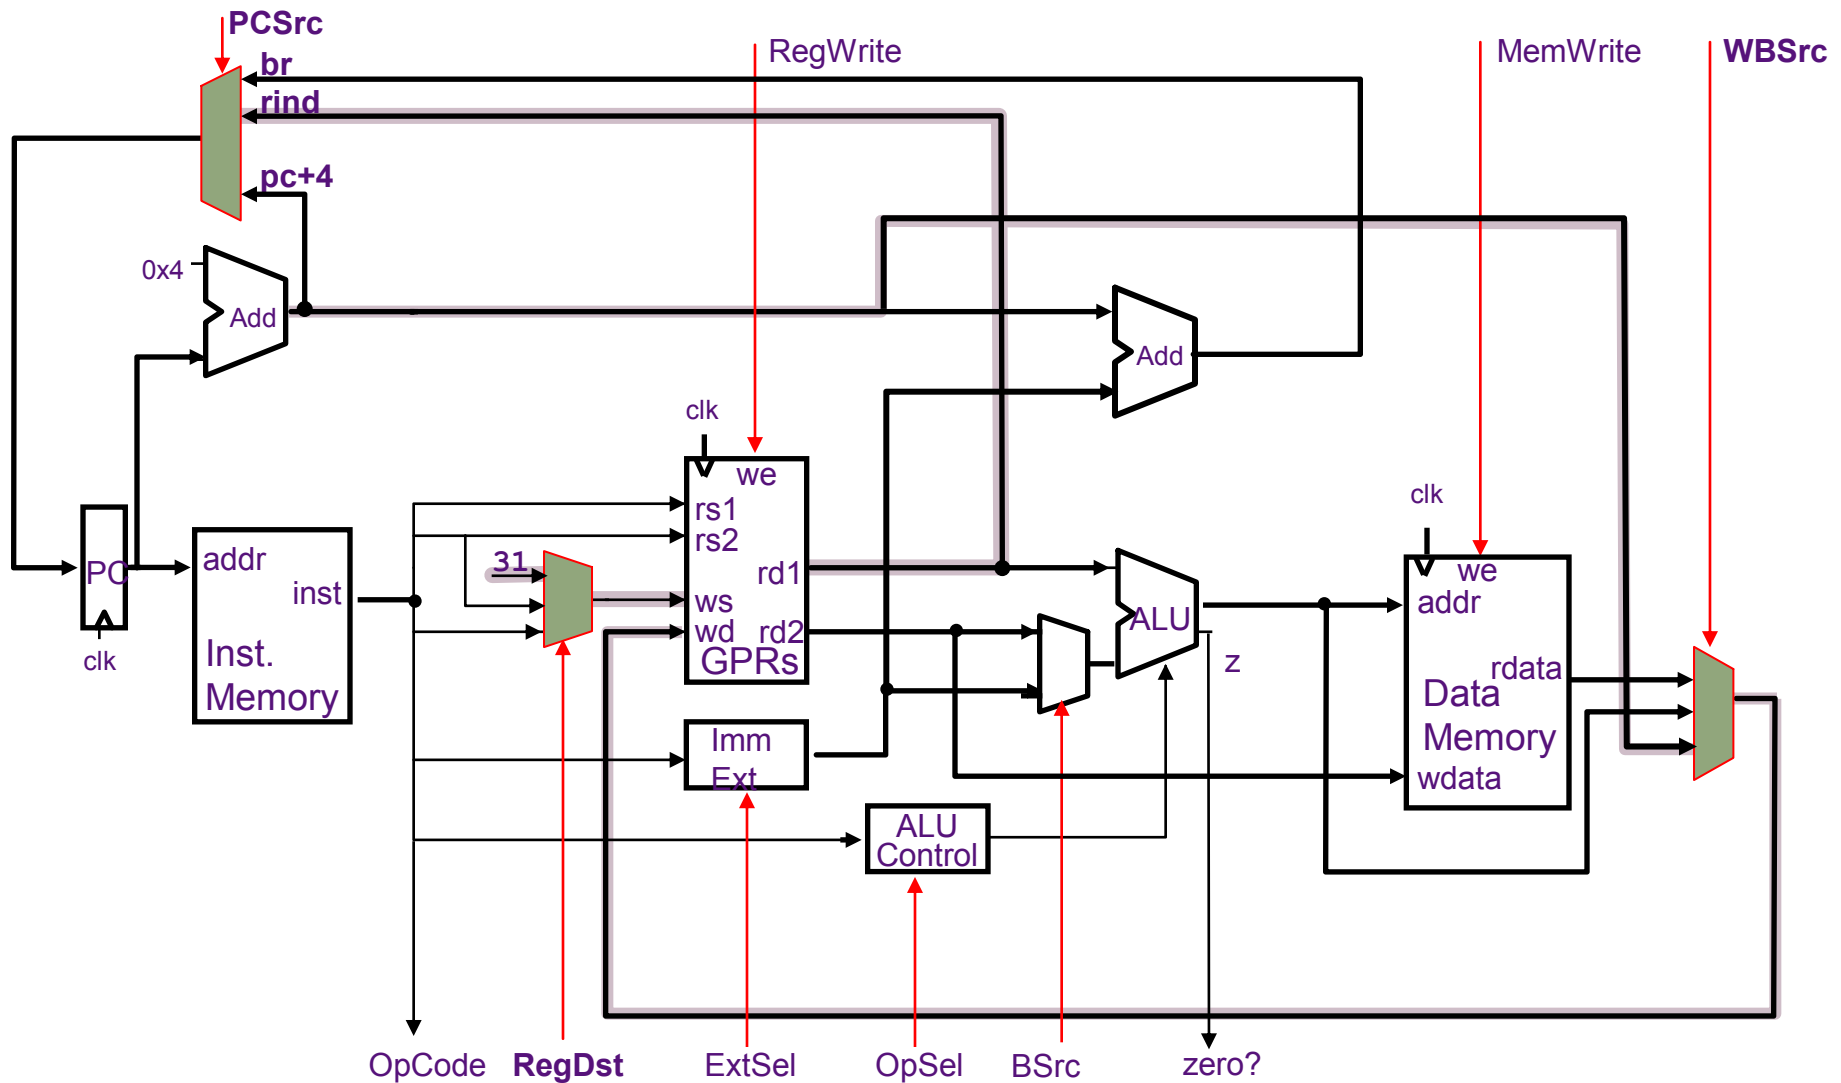 PCSrc
br
rind
pc+4
RegWrite
MemWrite
WBSrc
0x4
Add
Add
clk
we
rs1
rs2
rd1
ws
wd
rd2
GPRs
31
PC
clk
addr
inst
Inst.
Memory
ALU
z
clk
we
addr
rdata
Data
Memory
wdata
Imm
Ext
ALU
Control
OpCode
RegDst
ExtSel
OpSel
BSrc
zero?